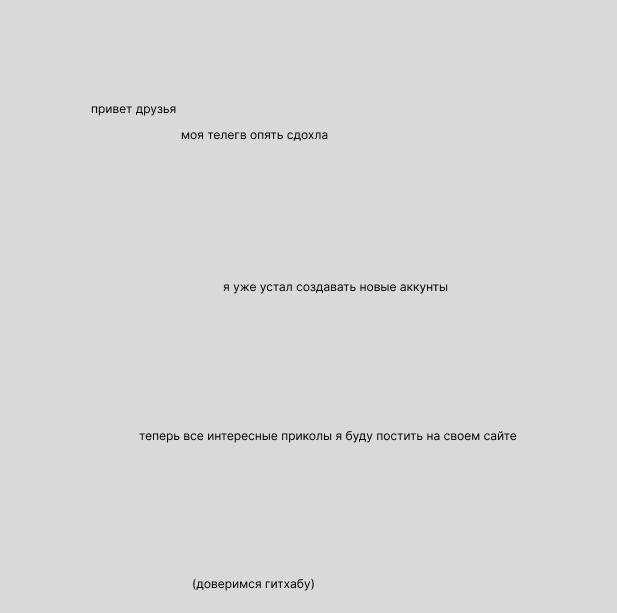 привет друзья
моя телегв опять сдохла
я уже устал создавать новые аккунты
теперь все интересные приколы я буду постить на своем сайте
(доверимся гитхабу)